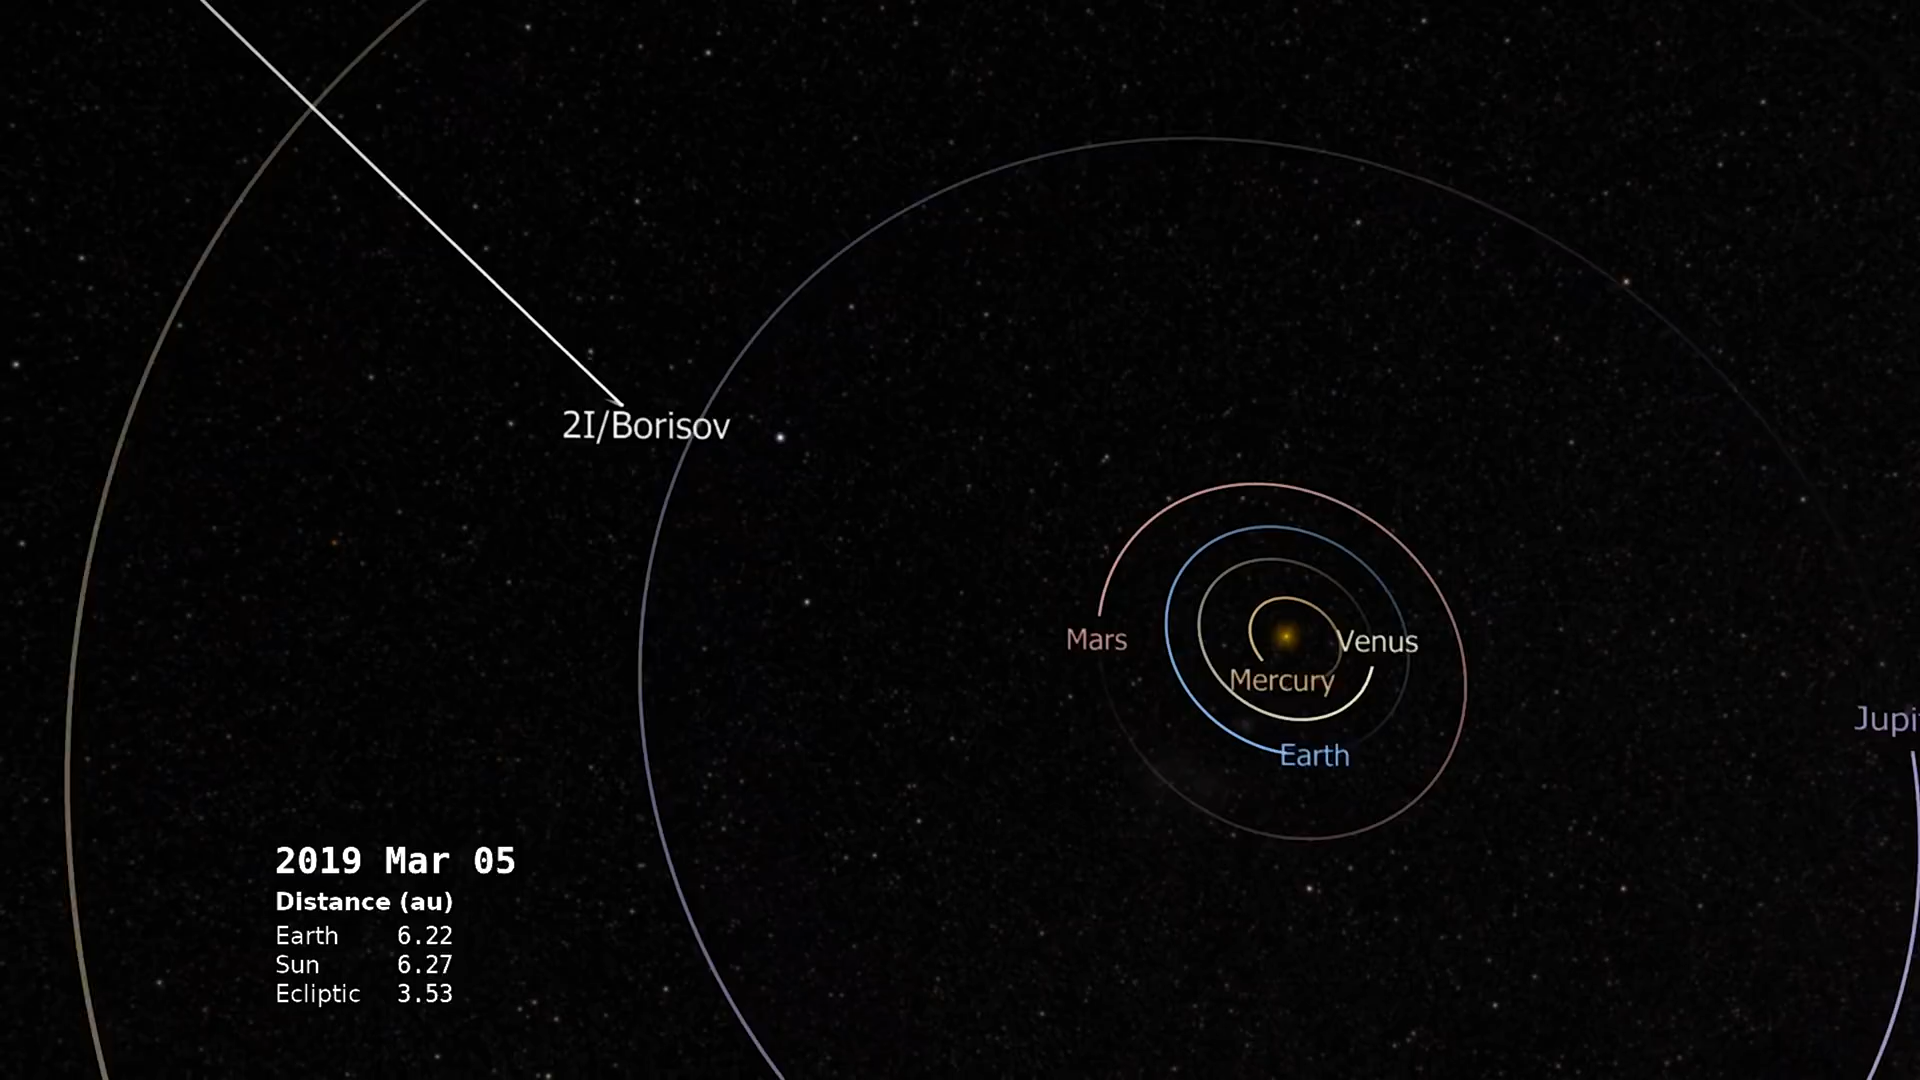 2I/Borisov
Mars
Venus
Mercury
Jupi
Earth
2019 Mar 05
Distance (au)
Earth 6.22
Sun 6.27
Ecliptic 3.53